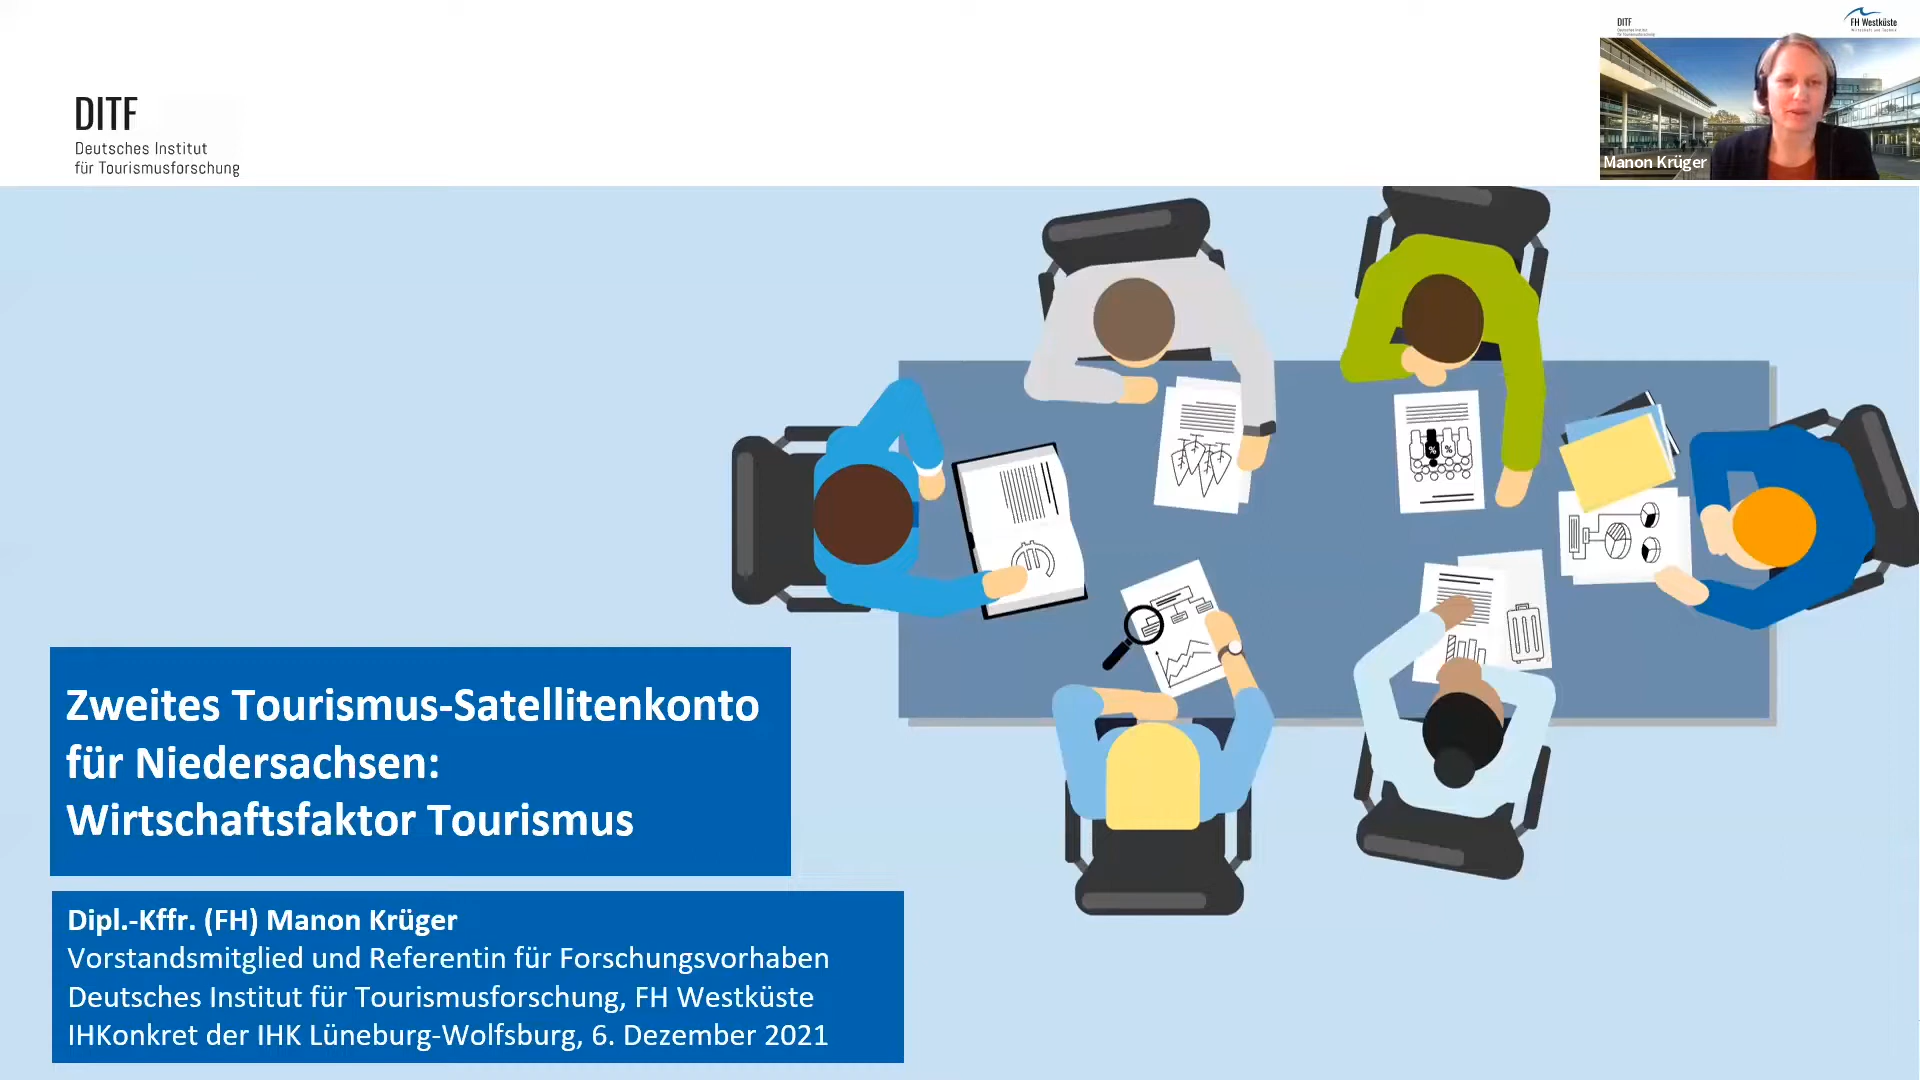 DITF
Deutsches Institut
für Tourismusforschung
DITF
FH Westküste
Manon Krüger
% %
Zweites Tourismus-Satellitenkonto
für Niedersachsen:
Wirtschaftsfaktor Tourismus
Dipl.-Kffr. (FH) Manon Krüger
Vorstandsmitglied und Referentin für Forschungsvorhaben
Deutsches Institut für Tourismusforschung, FH Westküste
IHKonkret der IHK Lüneburg-Wolfsburg, 6. Dezember 2021